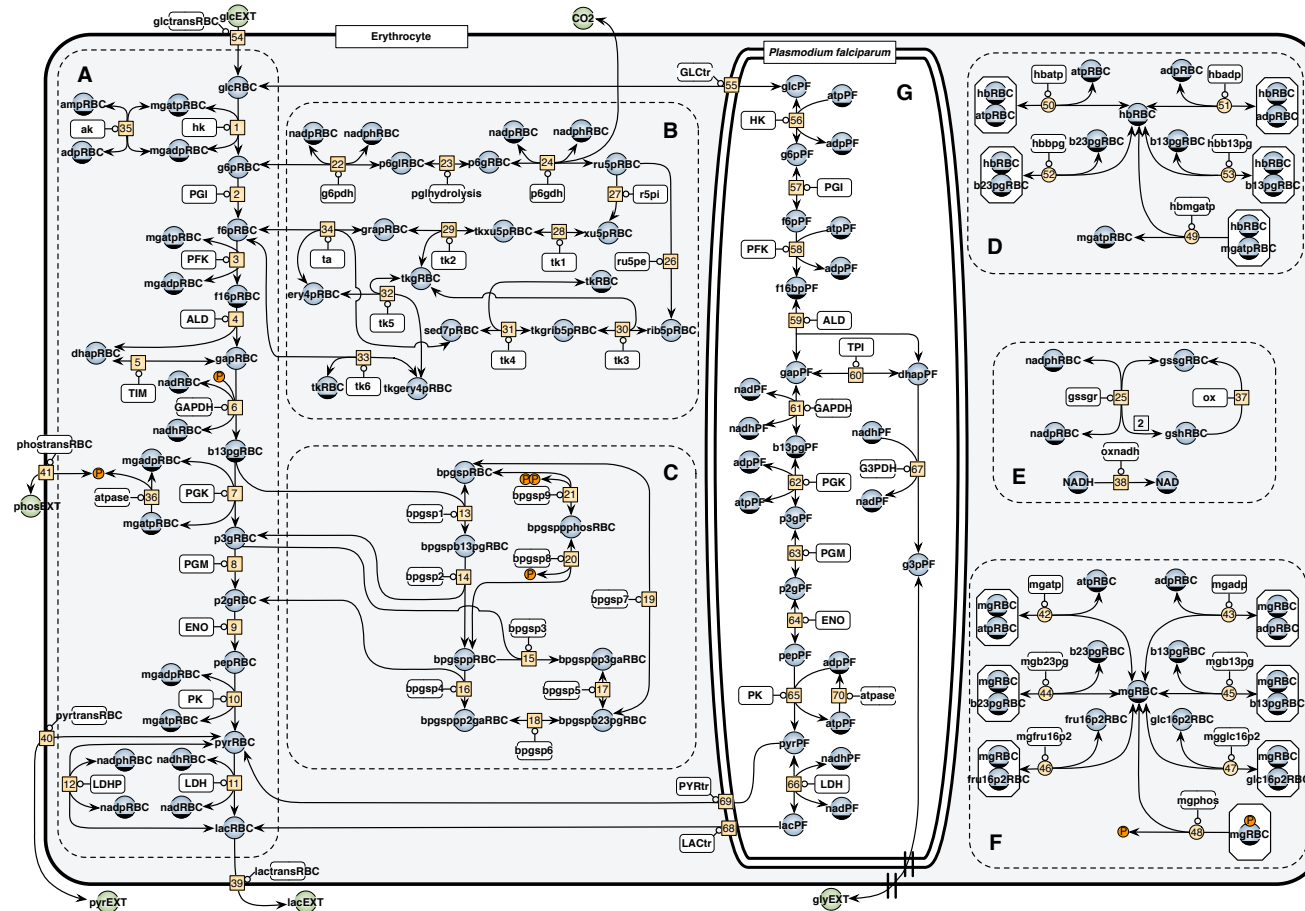 glcEXT
glctransRBC
54
Erythrocyte
CO2
A
glcRBC
ampRBC
mgatpRBC
ak
35
hk
1
adpRBC
mgadpRBC
g6pRBC
PGI
2
f6pRBC
mgatpRBC
PFK
3
mgadpRBC
f16pRBC
ALD
4
dhapRBC
5
gapRBC
TIM
P
nadRBC
GAPDH
6
nadhRBC
phostransRBC
41
P
b13pgRBC
mgadpRBC
atpase
36
PGK
7
phosEXT
mgatpRBC
p3gRBC
PGM
8
p2gRBC
ENO
9
pepRBC
mgadpRBC
PK
10
mgatpRBC
pyrtransRBC
40
pyrRBC
nadphRBC
nadhRBC
12
LDHP
LDH
11
nadpRBC
nadRBC
lacRBC
39
lactransRBC
pyrEXT
lacEXT
B
nadpRBC
nadphRBC
nadpRBC
nadphRBC
22
p6glRBC
23
p6gRBC
24
ru5pRBC
g6pdh
pglhydrolysis
p6gdh
27
r5pi
34
grapRBC
29
tkxu5pRBC
28
xu5pRBC
ta
tk2
tk1
ru5pe
26
tkgRBC
tkRBC
ery4pRBC
32
tk5
sed7pRBC
31
tkgrib5pRBC
30
rib5pRBC
tk4
tk3
33
tkRBC
tk6
tkgery4pRBC
C
bpgspRBC
PP
bpgsp9
21
bpgsp1
13
bpgsppphosRBC
bpgspb13pgRBC
bpgsp8
20
P
bpgsp2
14
bpgsp7
19
bpgsp3
bpgsppRBC
15
bpgsppp3gaRBC
bpgsp4
16
bpgsp5
17
bpgsppp2gaRBC
18
bpgspb23pgRBC
bpgsp6
Plasmodium falciparum
G
GLCtr
55
glcPF
atpPF
HK
56
adpPF
g6pPF
57
PGI
f6pPF
atpPF
PFK
58
adpPF
f16bpPF
59
ALD
TPI
gapPF
60
dhapPF
nadPF
61
GAPDH
nadhPF
nadhPF
b13pgPF
adpPF
G3PDH
67
62
PGK
atpPF
nadPF
p3gPF
63
PGM
g3pPF
p2gPF
64
ENO
pepPF
adpPF
PK
65
70
atpase
atpPF
pyrPF
nadhPF
PYRtr
69
66
LDH
nadPF
LACtr
68
lacPF
glyEXT
D
hbatp
atpRBC
adpRBC
hbadp
hbRBC
atpRBC
50
hbRBC
51
hbRBC
adpRBC
hbbpg
b23pgRBC
b13pgRBC
hbb13pg
hbRBC
b23pgRBC
52
53
hbRBC
b13pgRBC
hbmgatp
mgatpRBC
49
hbRBC
mgatpRBC
E
nadphRBC
gssgRBC
gssgr
25
ox
37
2
nadpRBC
gshRBC
oxnadh
NADH
38
NAD
F
mgatp
atpRBC
adpRBC
mgadp
mgRBC
atpRBC
42
43
mgRBC
adpRBC
mgb23pg
b23pgRBC
b13pgRBC
mgb13pg
mgRBC
b23pgRBC
44
mgRBC
45
mgRBC
b13pgRBC
mgfru16p2
fru16p2RBC
glc16p2RBC
mgglc16p2
mgRBC
fru16p2RBC
46
47
mgRBC
glc16p2RBC
mgphos
P
48
P
mgRBC